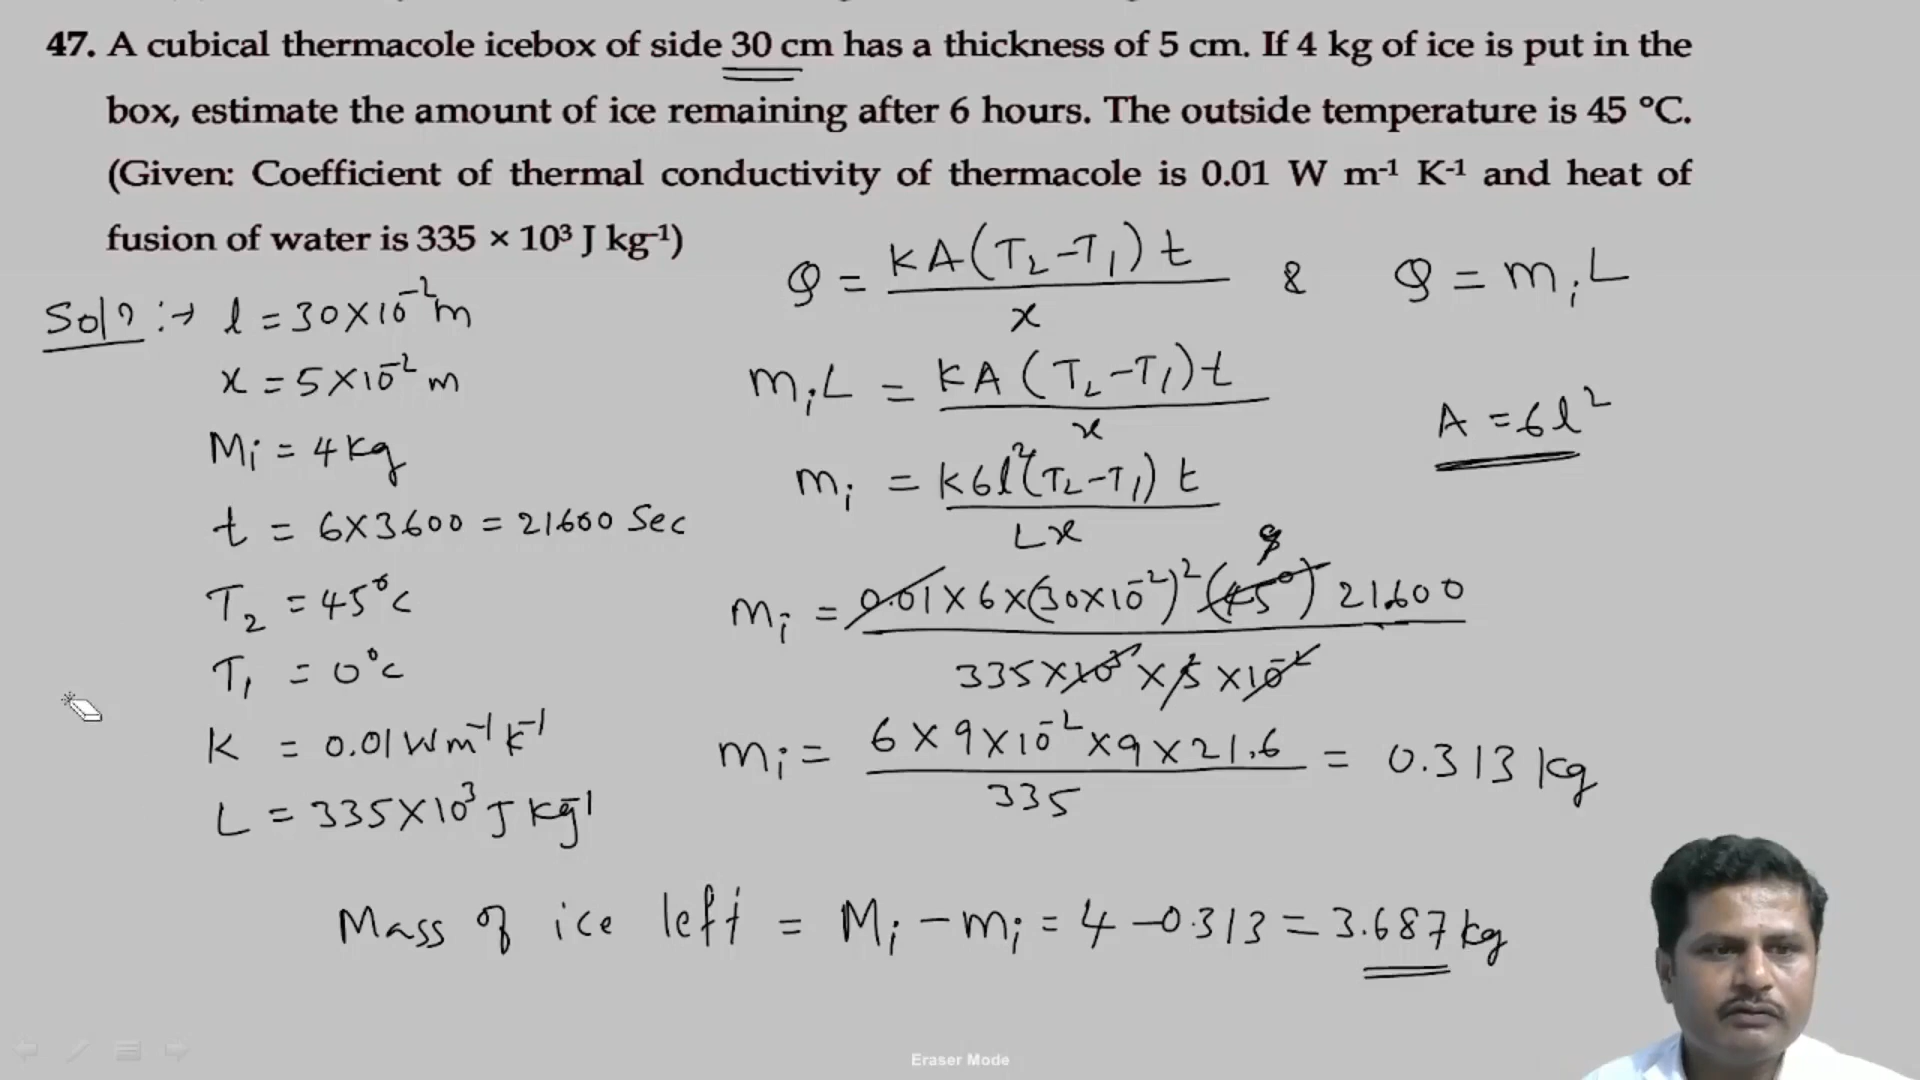 47. A cubical thermacole icebox of side 30 cm has a thickness of 5 cm. If 4 kg of ice is put in the
box, estimate the amount of ice remaining after 6 hours. The outside temperature is 45 °C.
(Given: Coefficient of thermal conductivity of thermacole is 0.01 W m⁻¹ K⁻¹ and heat of
fusion of water is 335 × 10³ J kg⁻¹)
Solⁿ :→ l = 30×10⁻² m
x = 5×10⁻² m
Mi = 4 kg
t = 6×3600 = 21600 Sec
T₂ = 45°c
T₁ = 0°c
K = 0.01 W m⁻¹ K⁻¹
L = 335×10³ J kg⁻¹
Q = KA(T₂-T₁) t / x & Q = miL
miL = KA (T₂-T₁) t / x
A = 6l²
mi = K6l²(T₂-T₁) t / Lx
9
mi = 0.01×6×(30×10⁻²)² (45°) 21600 / 335×10³×5×10⁻²
mi = 6×9×10⁻²×9×21.6 / 335 = 0.313 kg
Mass of ice left = Mi – mi = 4 – 0.313 = 3.687 kg
Eraser Mode